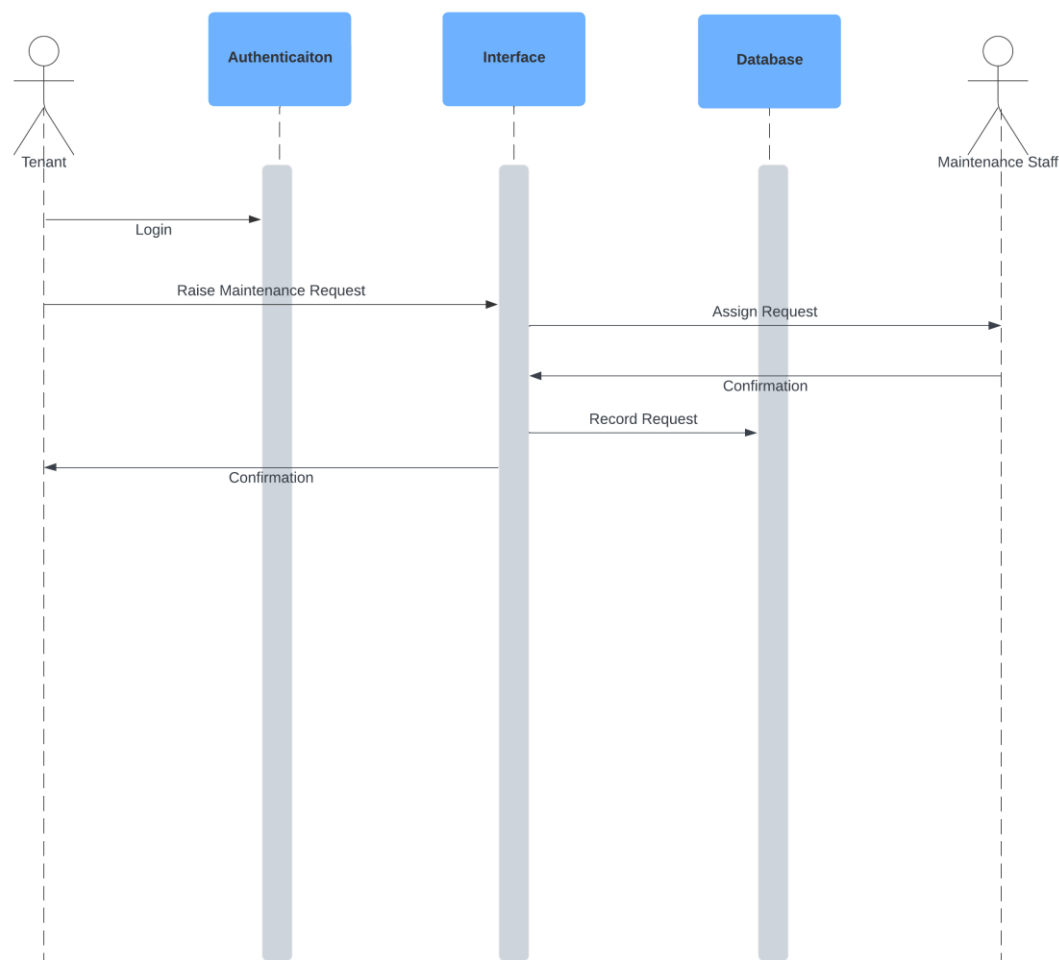 Authenticaiton
Interface
Database
Tenant
Maintenance Staff
Login
Raise Maintenance Request
Assign Request
Confirmation
Record Request
Confirmation